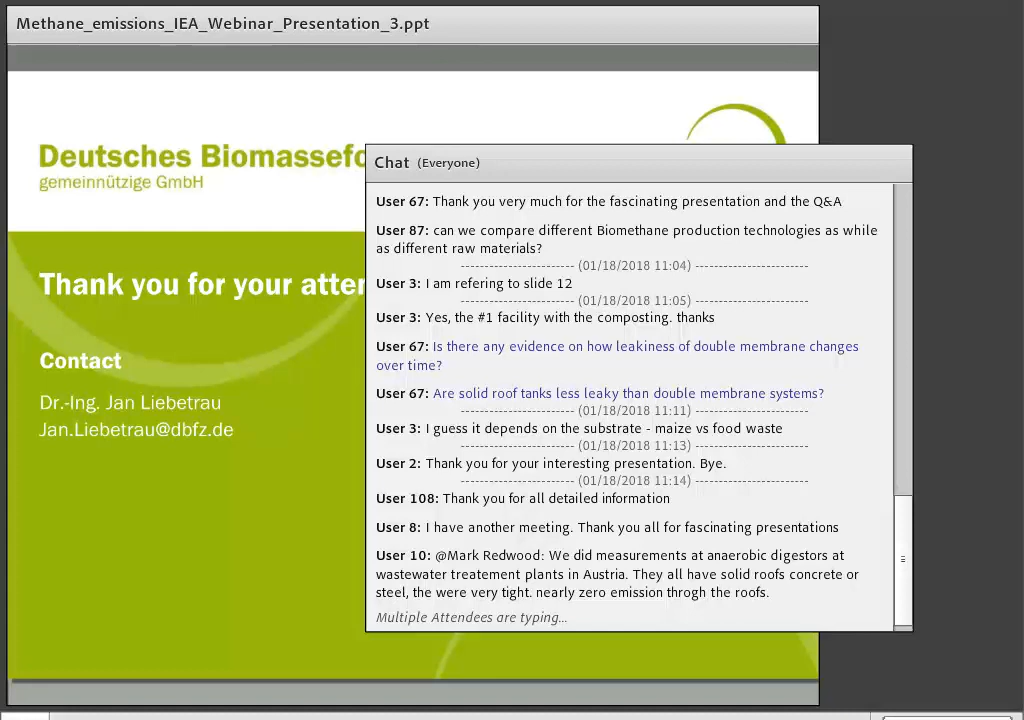 Methane_emissions_IEA_Webinar_Presentation_3.ppt
Deutsches Biomassefo
gemeinnützige GmbH
Thank you for your atten
Contact
Dr.-Ing. Jan Liebetrau
Jan.Liebetrau@dbfz.de
Chat (Everyone)
User 67: Thank you very much for the fascinating presentation and the Q&A
User 87: can we compare different Biomethane production technologies as while
as different raw materials?
----------------------- (01/18/2018 11:04) -----------------------
User 3: I am refering to slide 12
----------------------- (01/18/2018 11:05) -----------------------
User 3: Yes, the #1 facility with the composting. thanks
User 67: Is there any evidence on how leakiness of double membrane changes
over time?
User 67: Are solid roof tanks less leaky than double membrane systems?
----------------------- (01/18/2018 11:11) -----------------------
User 3: I guess it depends on the substrate - maize vs food waste
----------------------- (01/18/2018 11:13) -----------------------
User 2: Thank you for your interesting presentation. Bye.
----------------------- (01/18/2018 11:14) -----------------------
User 108: Thank you for all detailed information
User 8: I have another meeting. Thank you all for fascinating presentations
User 10: @Mark Redwood: We did measurements at anaerobic digestors at
wastewater treatement plants in Austria. They all have solid roofs concrete or
steel, the were very tight. nearly zero emission throgh the roofs.
Multiple Attendees are typing...